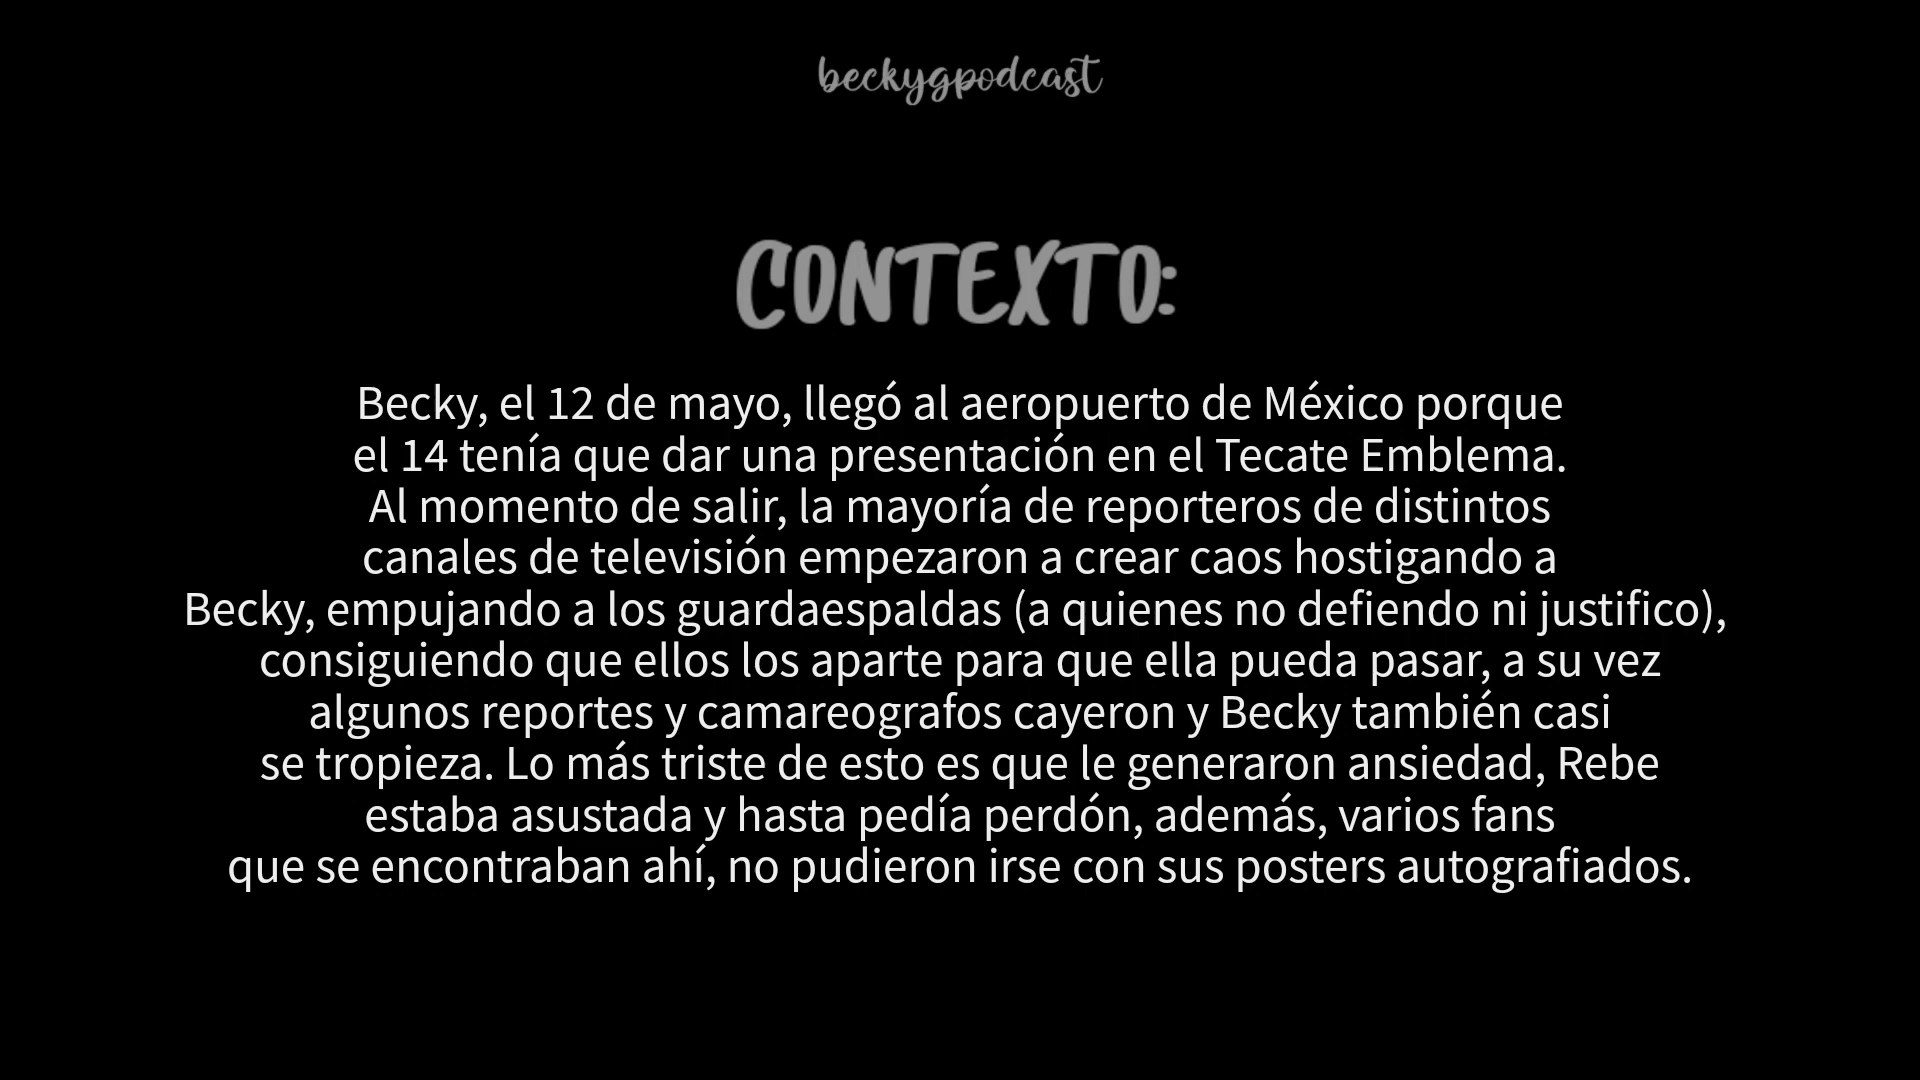 beckygpodcast
CONTEXTO:
Becky, el 12 de mayo, llegó al aeropuerto de México porque
el 14 tenía que dar una presentación en el Tecate Emblema.
Al momento de salir, la mayoría de reporteros de distintos
canales de televisión empezaron a crear caos hostigando a
Becky, empujando a los guardaespaldas (a quienes no defiendo ni justifico),
consiguiendo que ellos los aparte para que ella pueda pasar, a su vez
algunos reportes y camareografos cayeron y Becky también casi
se tropieza. Lo más triste de esto es que le generaron ansiedad, Rebe
estaba asustada y hasta pedía perdón, además, varios fans
que se encontraban ahí, no pudieron irse con sus posters autografiados.